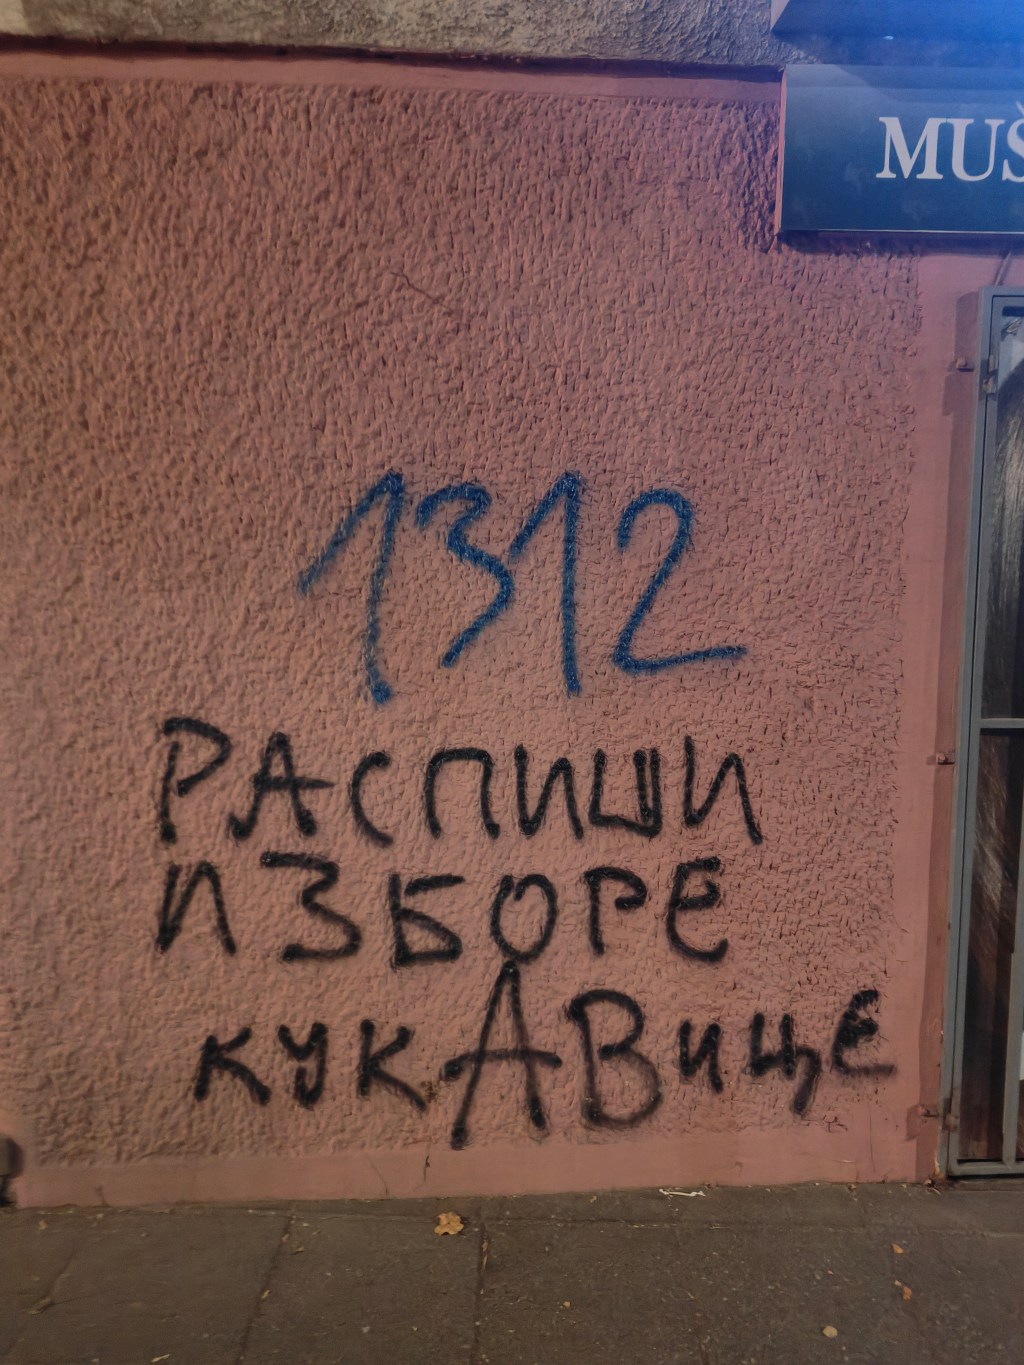 MUŠ
1312
РАСПИШИ
ИЗБОРЕ
КУКАВИЦЕ